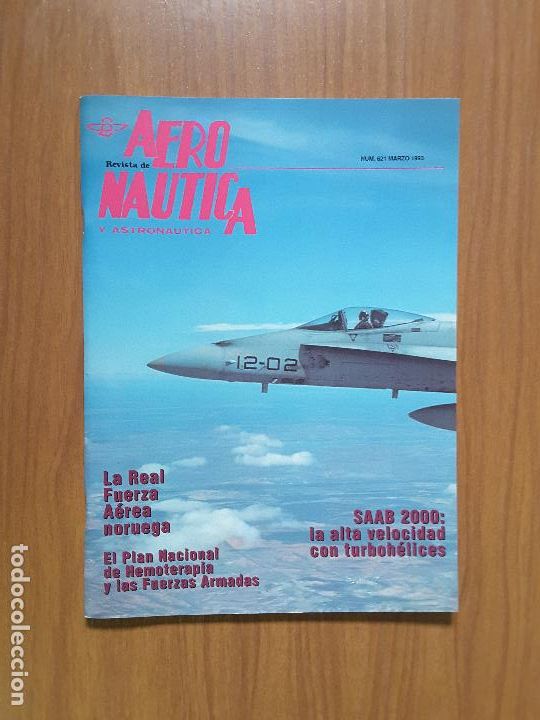 AERO
Revista de
NAUTICA
Y ASTRONAUTICA
NUM. 621 MARZO 1993
12-02
La Real
Fuerza
Aérea
noruega
El Plan Nacional
de Hemoterapia
y las Fuerzas Armadas
SAAB 2000:
la alta velocidad
con turbohélices
todocoleccion